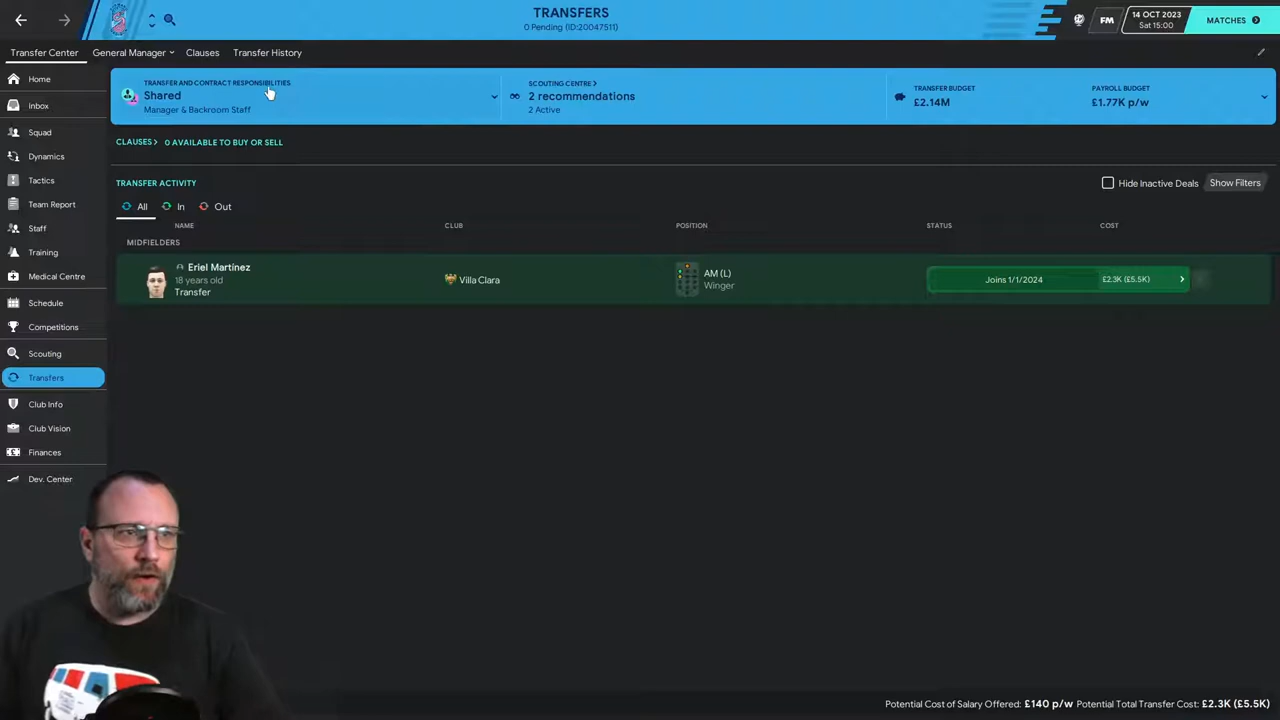 TRANSFERS
0 Pending (ID:20047511)
FM
14 OCT 2023
Sat 15:00
MATCHES
Transfer Center
General Manager
Clauses
Transfer History
Home
Inbox
Squad
Dynamics
Tactics
Team Report
Staff
Training
Medical Centre
Schedule
Competitions
Scouting
Transfers
Club Info
Club Vision
Finances
Dev. Center
TRANSFER AND CONTRACT RESPONSIBILITIES
Shared
Manager & Backroom Staff
SCOUTING CENTRE >
2 recommendations
2 Active
TRANSFER BUDGET
£2.14M
PAYROLL BUDGET
£1.77K p/w
CLAUSES > 0 AVAILABLE TO BUY OR SELL
TRANSFER ACTIVITY
Hide Inactive Deals
Show Filters
All
In
Out
NAME
CLUB
POSITION
STATUS
COST
MIDFIELDERS
Eriel Martínez
18 years old
Transfer
Villa Clara
AM (L)
Winger
Joins 1/1/2024
£2.3K (£5.5K)
Potential Cost of Salary Offered: £140 p/w Potential Total Transfer Cost: £2.3K (£5.5K)